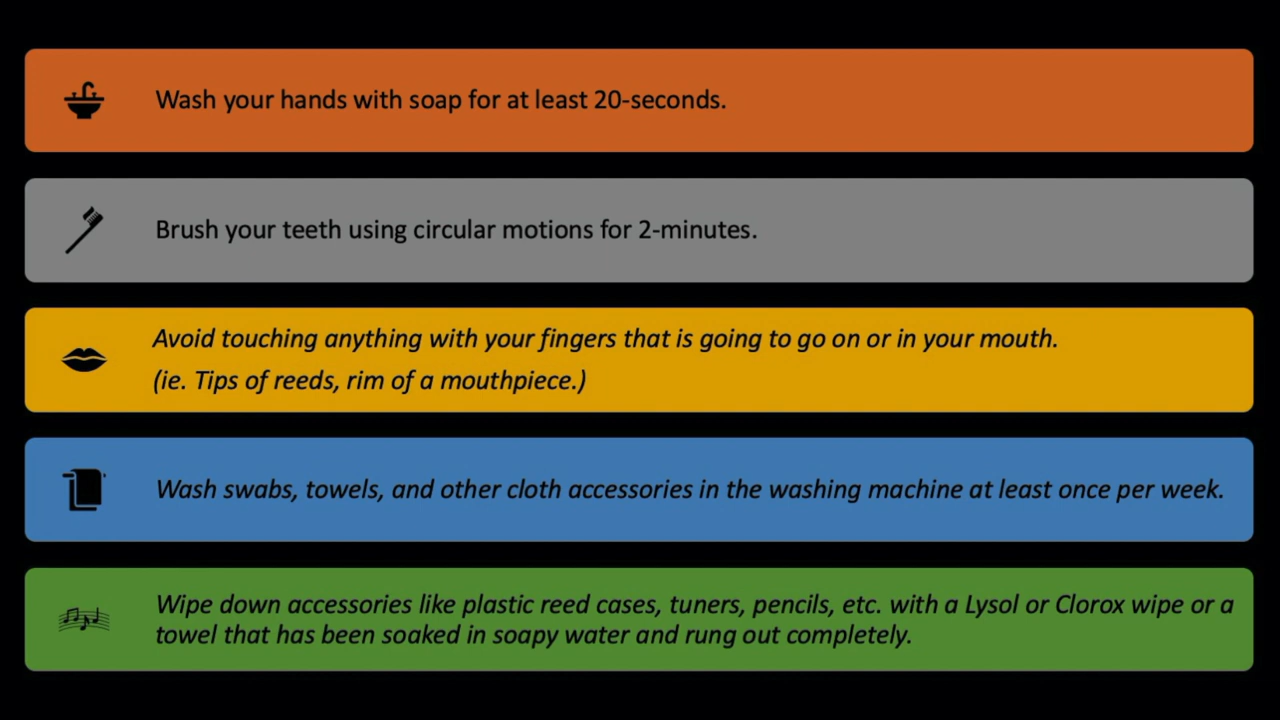 Wash your hands with soap for at least 20-seconds.
Brush your teeth using circular motions for 2-minutes.
Avoid touching anything with your fingers that is going to go on or in your mouth.
(ie. Tips of reeds, rim of a mouthpiece.)
Wash swabs, towels, and other cloth accessories in the washing machine at least once per week.
Wipe down accessories like plastic reed cases, tuners, pencils, etc. with a Lysol or Clorox wipe or a
towel that has been soaked in soapy water and rung out completely.